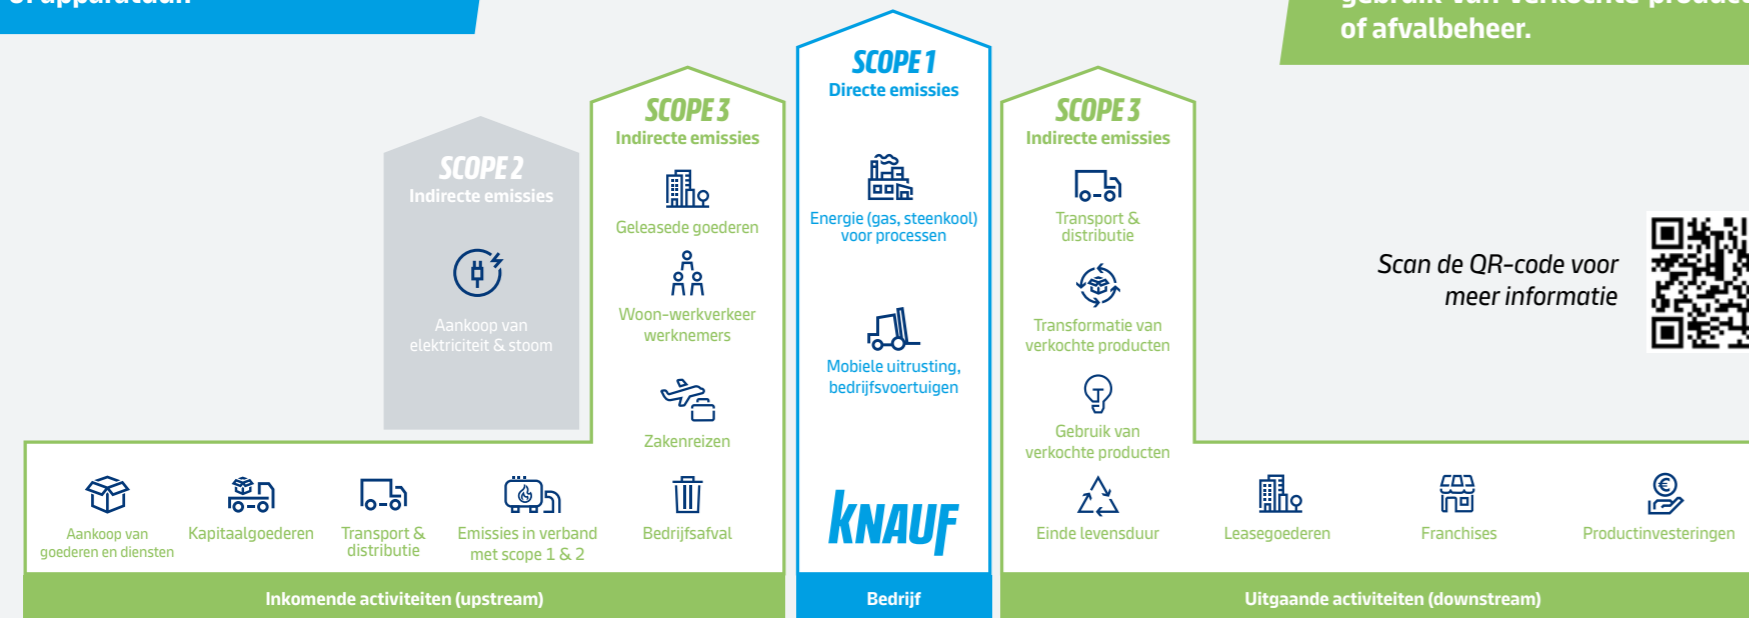 of afvalbeheer.
SCOPE 1
Directe emissies
Energie (gas, steenkool)
voor processen
Mobiele uitrusting,
bedrijfsvoertuigen
KNAUF
Bedrijf
SCOPE 2
Indirecte emissies
Aankoop van
elektriciteit & stoom
SCOPE 3
Indirecte emissies
Geleasede goederen
Woon-werkverkeer
werknemers
Zakenreizen
Bedrijfsafval
Aankoop van
goederen en diensten
Kapitaalgoederen
Transport &
distributie
Emissies in verband
met scope 1 & 2
Inkomende activiteiten (upstream)
SCOPE 3
Indirecte emissies
Transport &
distributie
Transformatie van
verkochte producten
Gebruik van
verkochte producten
Einde levensduur
Leasegoederen
Franchises
Productinvesteringen
Uitgaande activiteiten (downstream)
Scan de QR-code voor
meer informatie